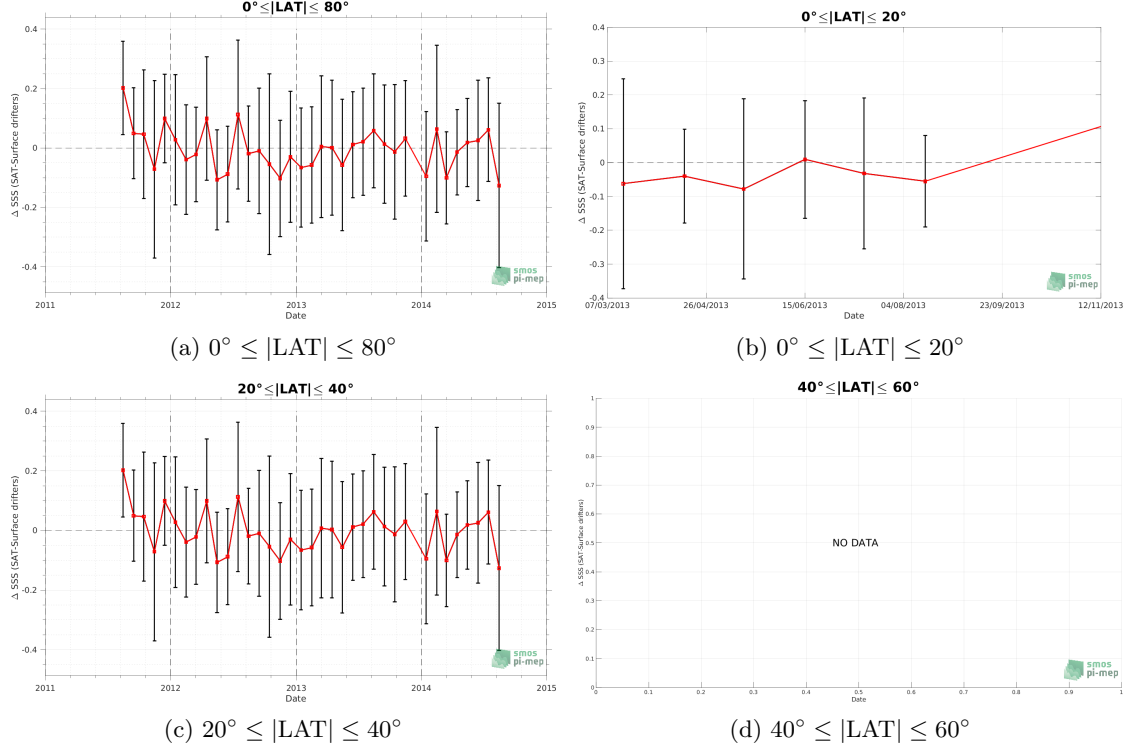 0°≤|LAT|≤ 80°
Δ SSS (SAT-Surface drifters)
0.4
0.2
0
-0.2
-0.4
2011 2012 2013 2014 2015
Date
smos
pi-mep
(a) 0° ≤ |LAT| ≤ 80°
0°≤|LAT|≤ 20°
Δ SSS (SAT-Surface drifters)
0.4
0.3
0.2
0.1
0
-0.1
-0.2
-0.3
-0.4
07/03/2013 26/04/2013 15/06/2013 04/08/2013 23/09/2013 12/11/2013
Date
smos
pi-mep
(b) 0° ≤ |LAT| ≤ 20°
20°≤|LAT|≤ 40°
Δ SSS (SAT-Surface drifters)
0.4
0.2
0
-0.2
-0.4
2011 2012 2013 2014 2015
Date
smos
pi-mep
(c) 20° ≤ |LAT| ≤ 40°
40°≤|LAT|≤ 60°
Δ SSS (SAT-Surface drifters)
1
0.9
0.8
0.7
0.6
0.5
0.4
0.3
0.2
0.1
0
NO DATA
0 0.1 0.2 0.3 0.4 0.5 0.6 0.7 0.8 0.9 1
Date
smos
pi-mep
(d) 40° ≤ |LAT| ≤ 60°